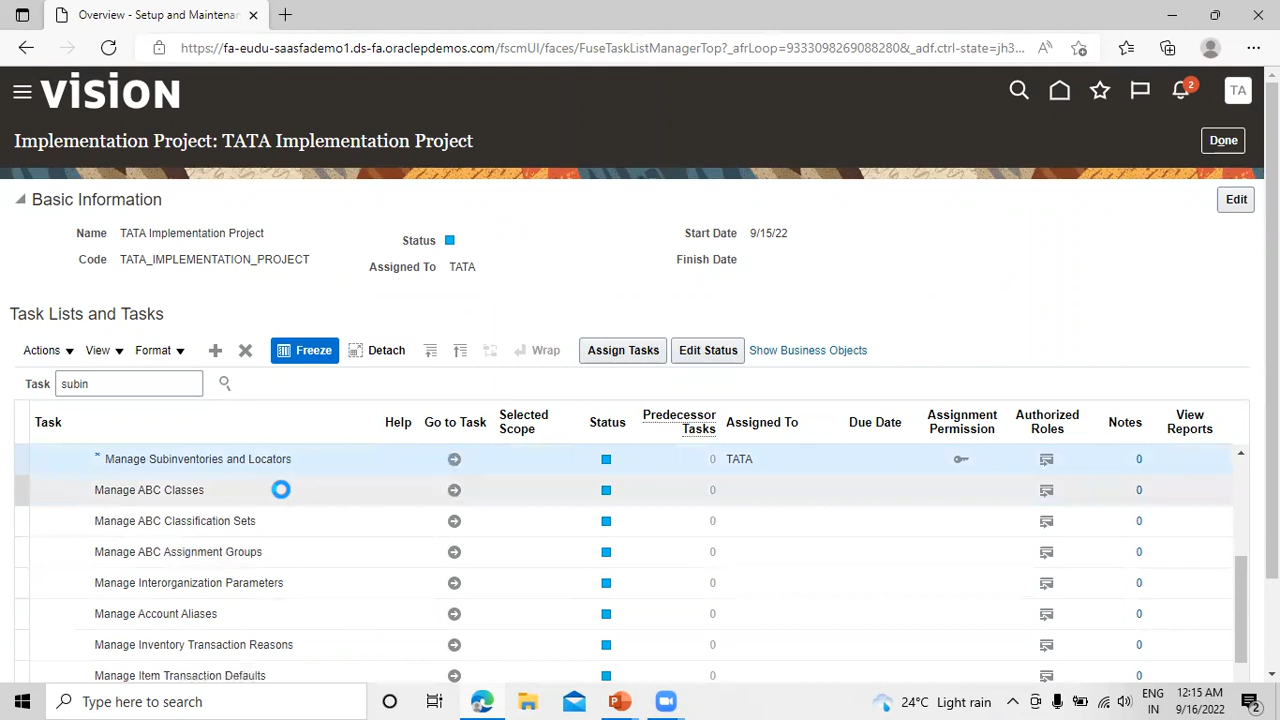 Overview - Setup and Maintenan
https://fa-eudu-saasfademo1.ds-fa.oraclepdemos.com/fscmUI/faces/FuseTaskListManagerTop?_afrLoop=9333098269088280&_adf.ctrl-state=jh3...
VISION
2
TA
Implementation Project: TATA Implementation Project
Done
Basic Information
Edit
Name TATA Implementation Project
Status
Start Date 9/15/22
Code TATA_IMPLEMENTATION_PROJECT
Assigned To TATA
Finish Date
Task Lists and Tasks
Actions View Format Freeze Detach Wrap Assign Tasks Edit Status Show Business Objects
Task subin
Task Help Go to Task Selected Scope Status Predecessor Tasks Assigned To Due Date Assignment Permission Authorized Roles Notes View Reports
* Manage Subinventories and Locators 0 TATA 0
Manage ABC Classes 0 0
Manage ABC Classification Sets 0 0
Manage ABC Assignment Groups 0 0
Manage Interorganization Parameters 0 0
Manage Account Aliases 0 0
Manage Inventory Transaction Reasons 0 0
Manage Item Transaction Defaults 0 0
Type here to search
24°C Light rain
ENG
IN
12:15 AM
9/16/2022
2